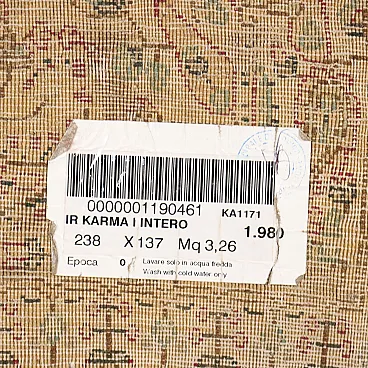 0000001190461 KA1171
IR KARMA I INTERO 1.980
238 X 137 Mq 3,26
Epoca 0 Lavare solo in acqua fredda
Wash with cold water only